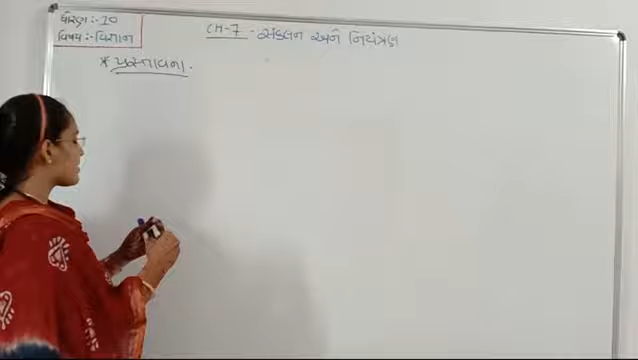 ધોરણ :- 10
વિષય :- વિજ્ઞાન
CH-7 - સંકલન અને નિયંત્રણ
* પ્રસ્તાવના.